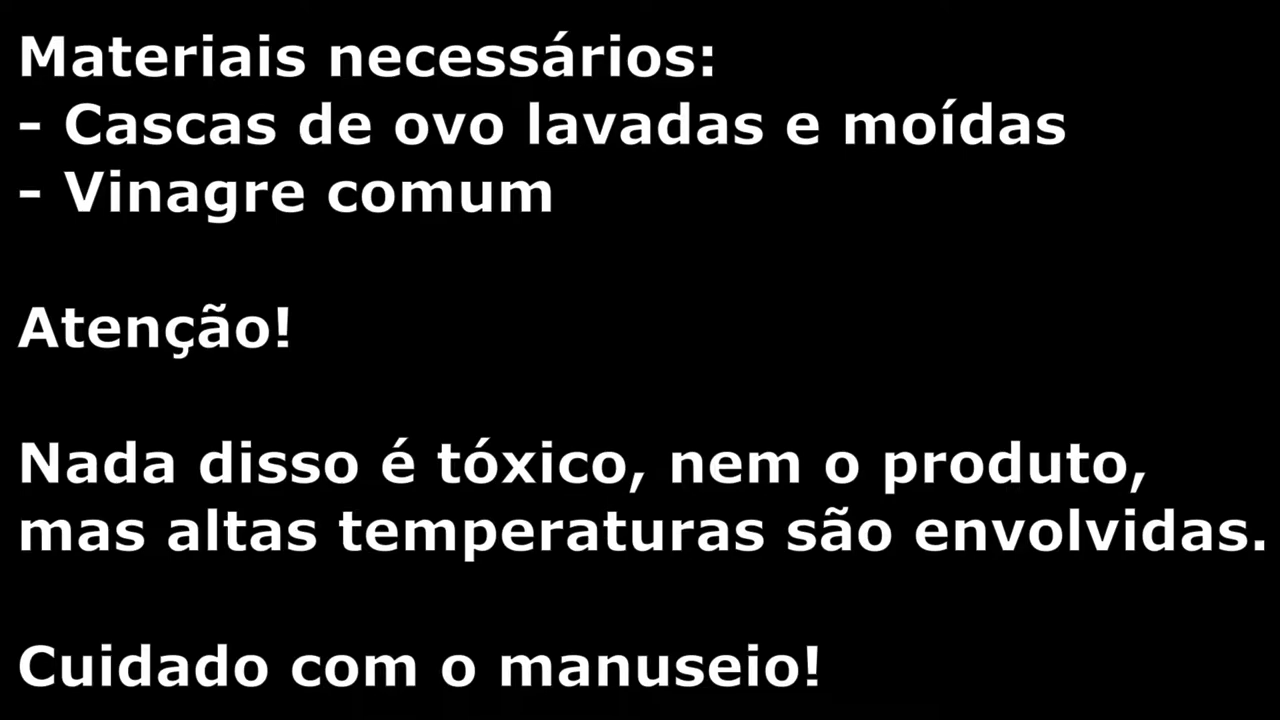 Materiais necessários:
- Cascas de ovo lavadas e moídas
- Vinagre comum
Atenção!
Nada disso é tóxico, nem o produto,
mas altas temperaturas são envolvidas.
Cuidado com o manuseio!